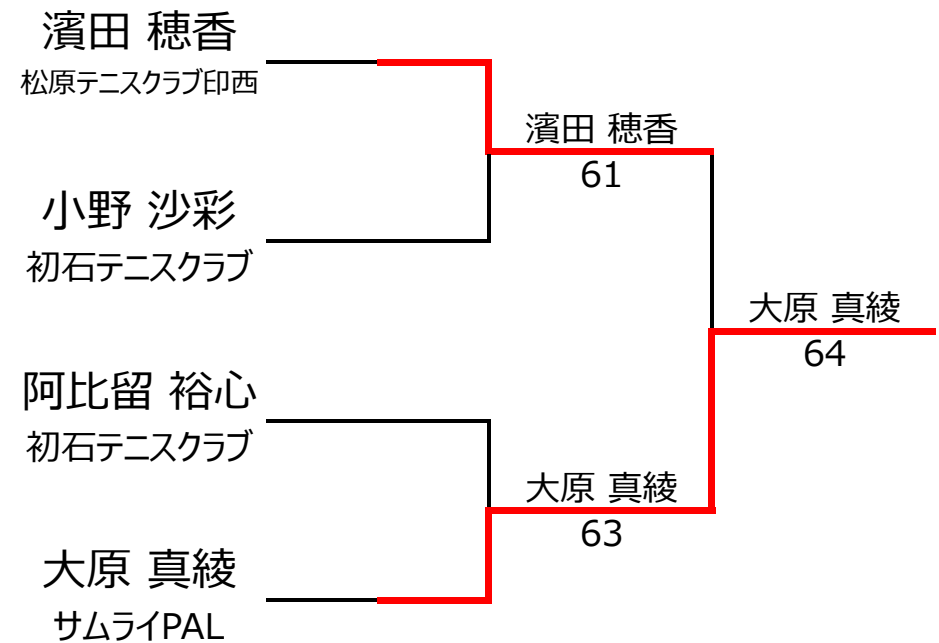 濱田 穂香
松原テニスクラブ印西
濱田 穂香
61
小野 沙彩
初石テニスクラブ
大原 真綾
64
阿比留 裕心
初石テニスクラブ
大原 真綾
63
大原 真綾
サムライPAL